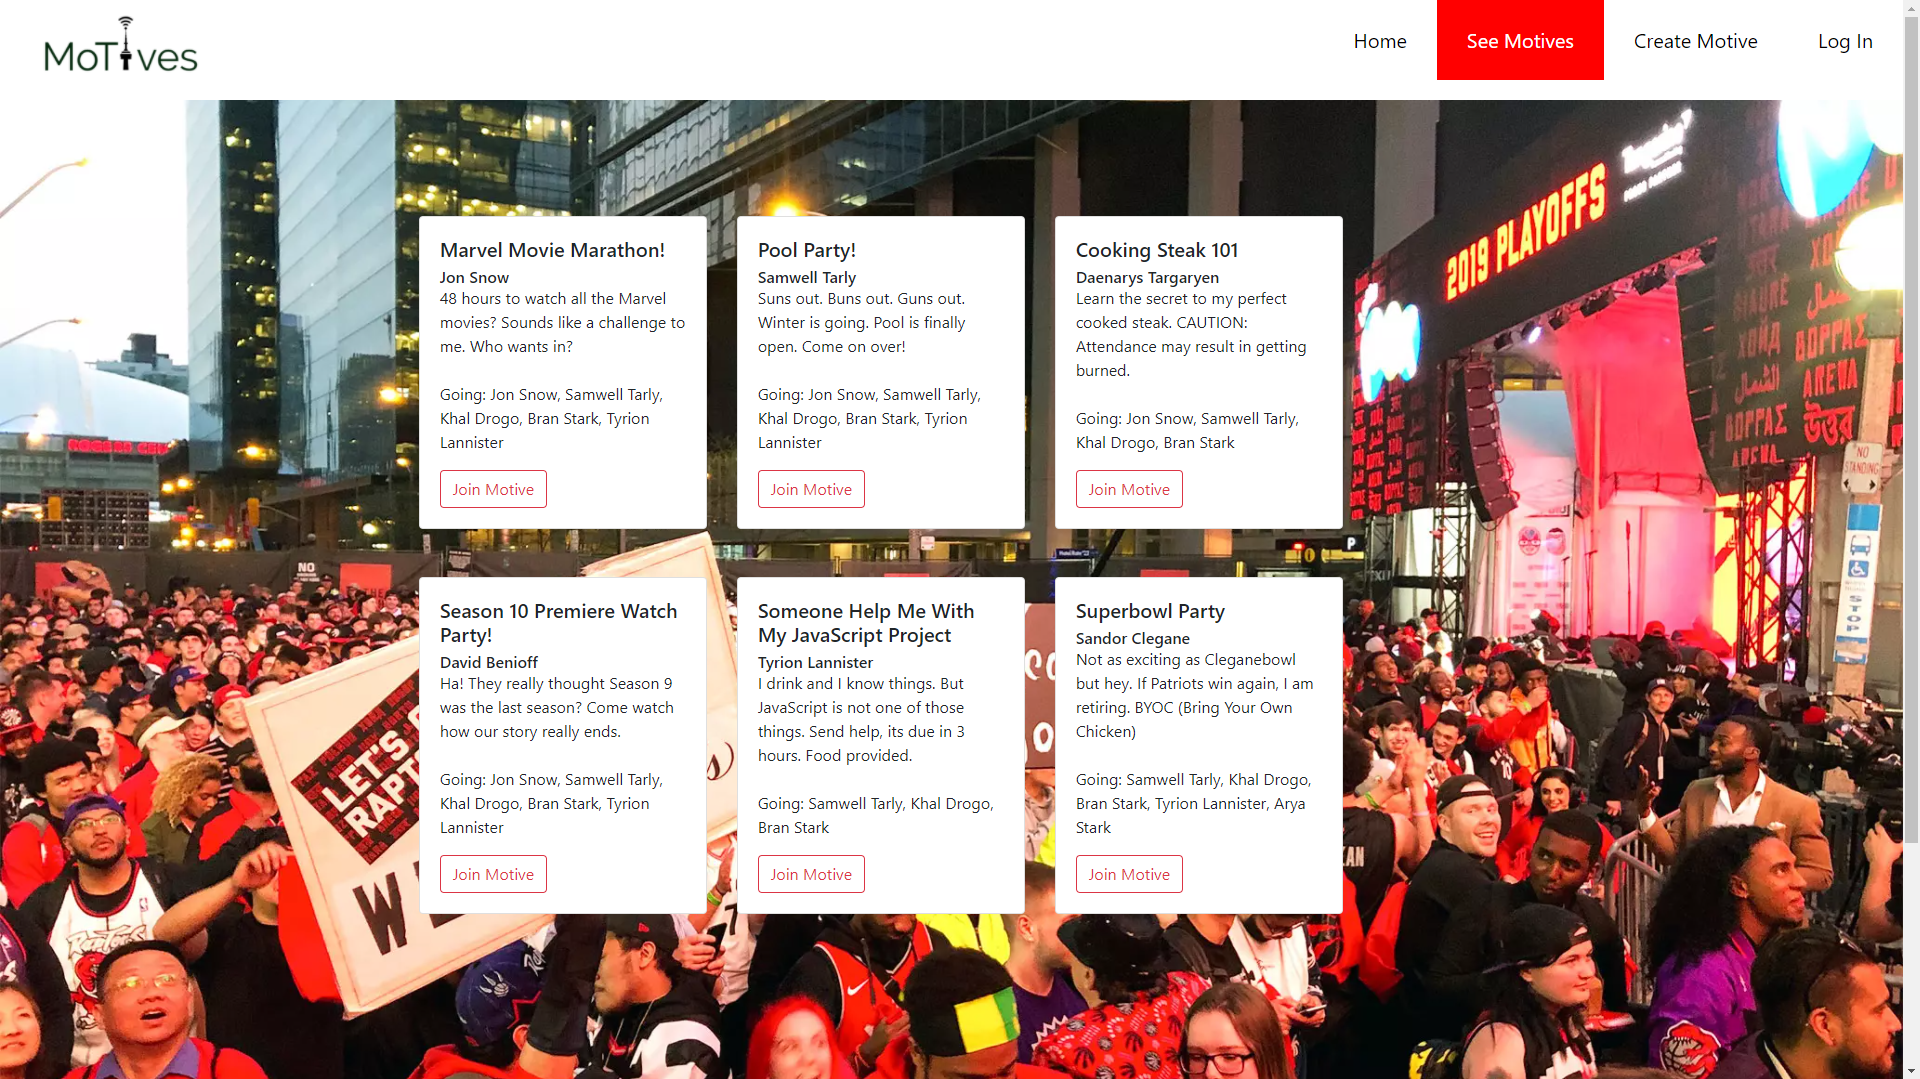 MoTives
Home
See Motives
Create Motive
Log In
2019 PLAYOFFS
Marvel Movie Marathon!
Jon Snow
48 hours to watch all the Marvel
movies? Sounds like a challenge to
me. Who wants in?
Going: Jon Snow, Samwell Tarly,
Khal Drogo, Bran Stark, Tyrion
Lannister
Join Motive
Pool Party!
Samwell Tarly
Suns out. Buns out. Guns out.
Winter is going. Pool is finally
open. Come on over!
Going: Jon Snow, Samwell Tarly,
Khal Drogo, Bran Stark, Tyrion
Lannister
Join Motive
Cooking Steak 101
Daenarys Targaryen
Learn the secret to my perfect
cooked steak. CAUTION:
Attendance may result in getting
burned.
Going: Jon Snow, Samwell Tarly,
Khal Drogo, Bran Stark
Join Motive
ARENA
NO
STANDING
STOP
NO
P
Season 10 Premiere Watch
Party!
David Benioff
Ha! They really thought Season 9
was the last season? Come watch
how our story really ends.
Going: Jon Snow, Samwell Tarly,
Khal Drogo, Bran Stark, Tyrion
Lannister
Join Motive
Someone Help Me With
My JavaScript Project
Tyrion Lannister
I drink and I know things. But
JavaScript is not one of those
things. Send help, its due in 3
hours. Food provided.
Going: Samwell Tarly, Khal Drogo,
Bran Stark
Join Motive
Superbowl Party
Sandor Clegane
Not as exciting as Cleganebowl
but hey. If Patriots win again, I am
retiring. BYOC (Bring Your Own
Chicken)
Going: Samwell Tarly, Khal Drogo,
Bran Stark, Tyrion Lannister, Arya
Stark
Join Motive
LET'S